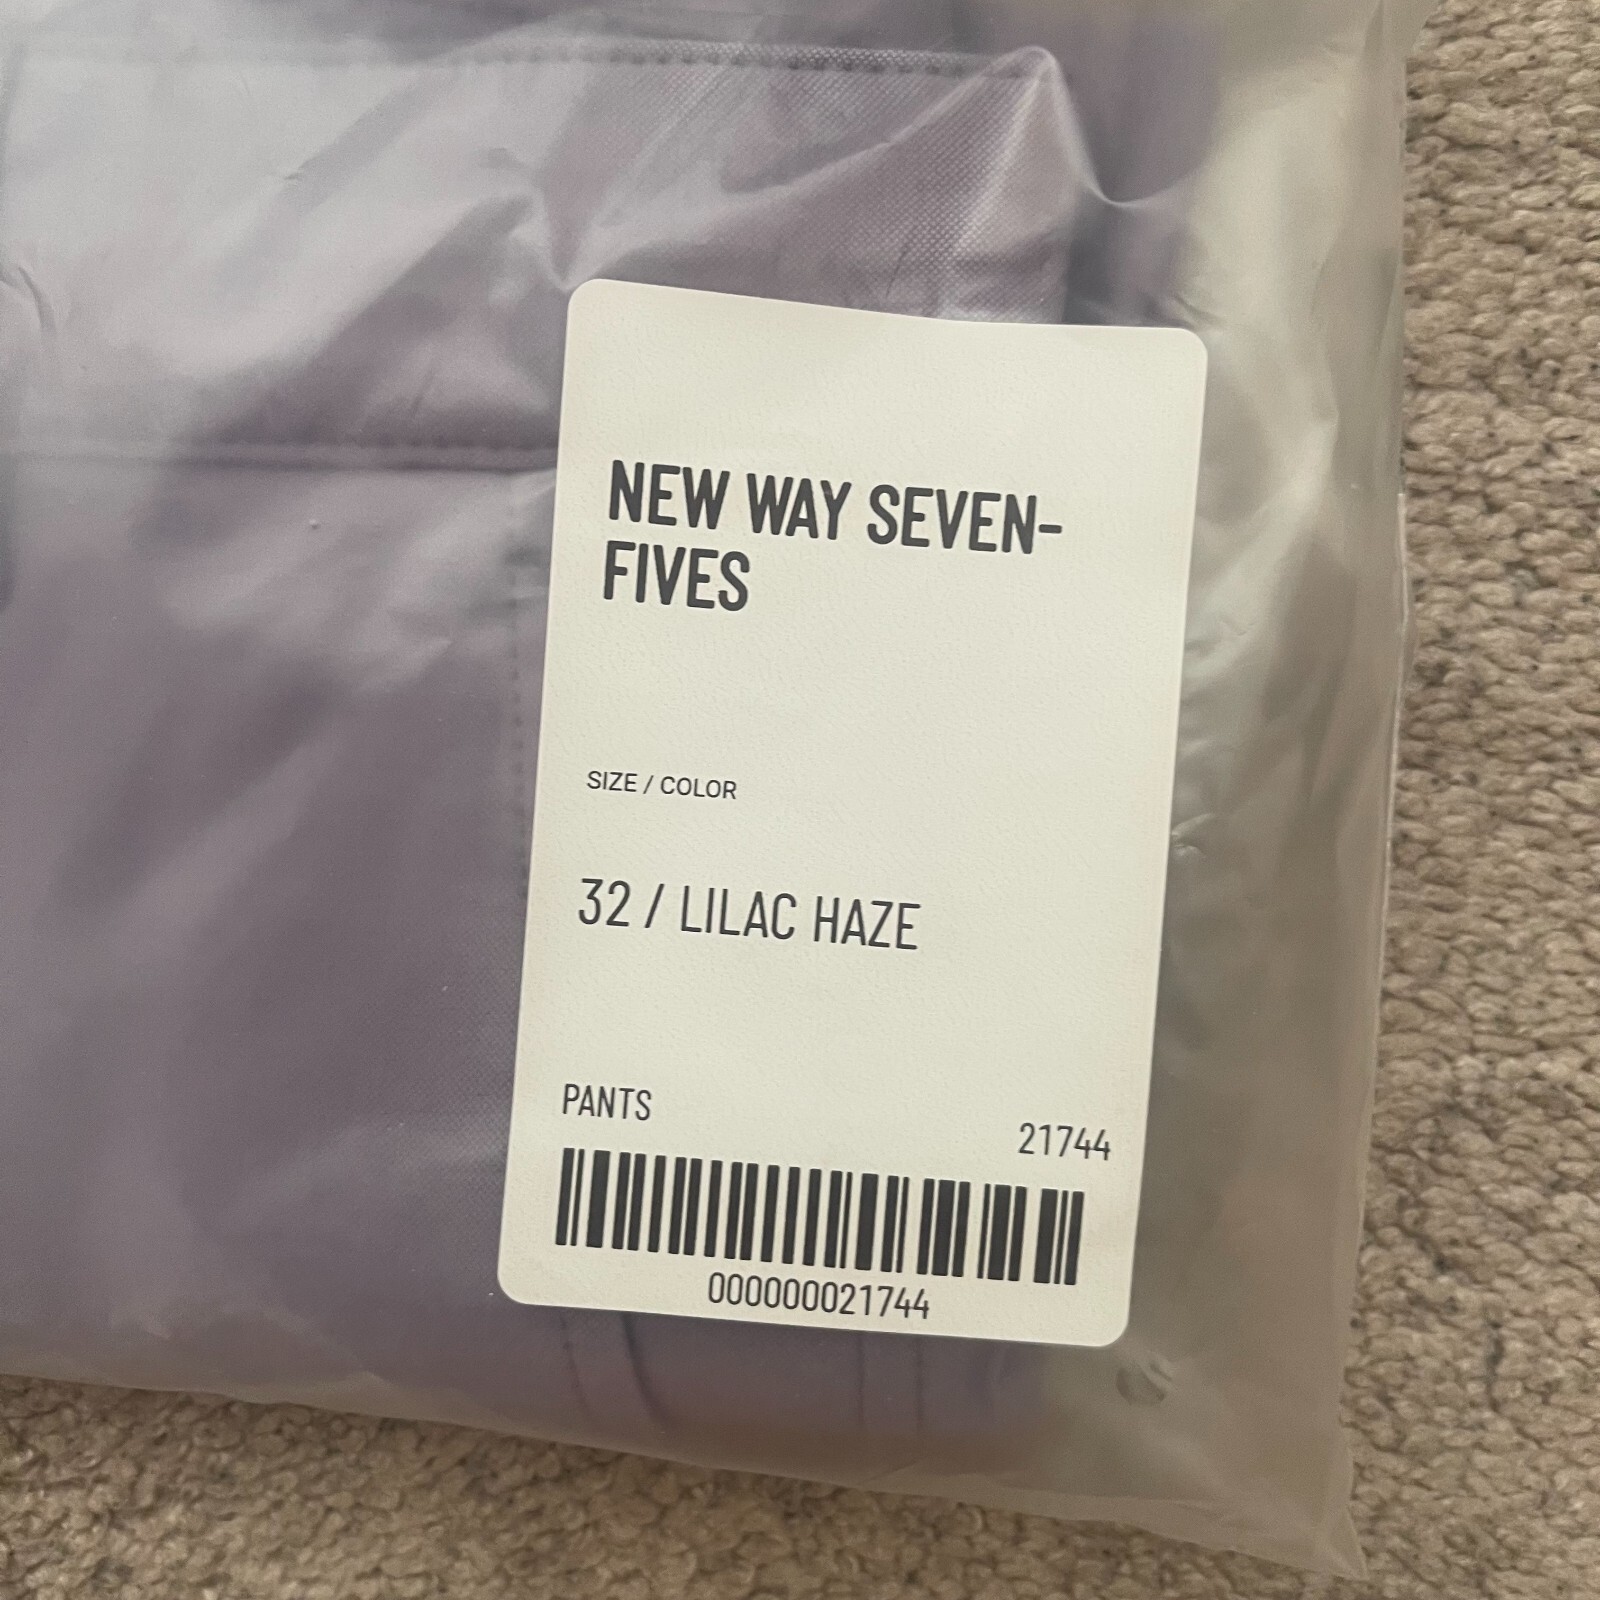 NEW WAY SEVEN-
FIVES
SIZE / COLOR
32 / LILAC HAZE
PANTS
21744
000000021744